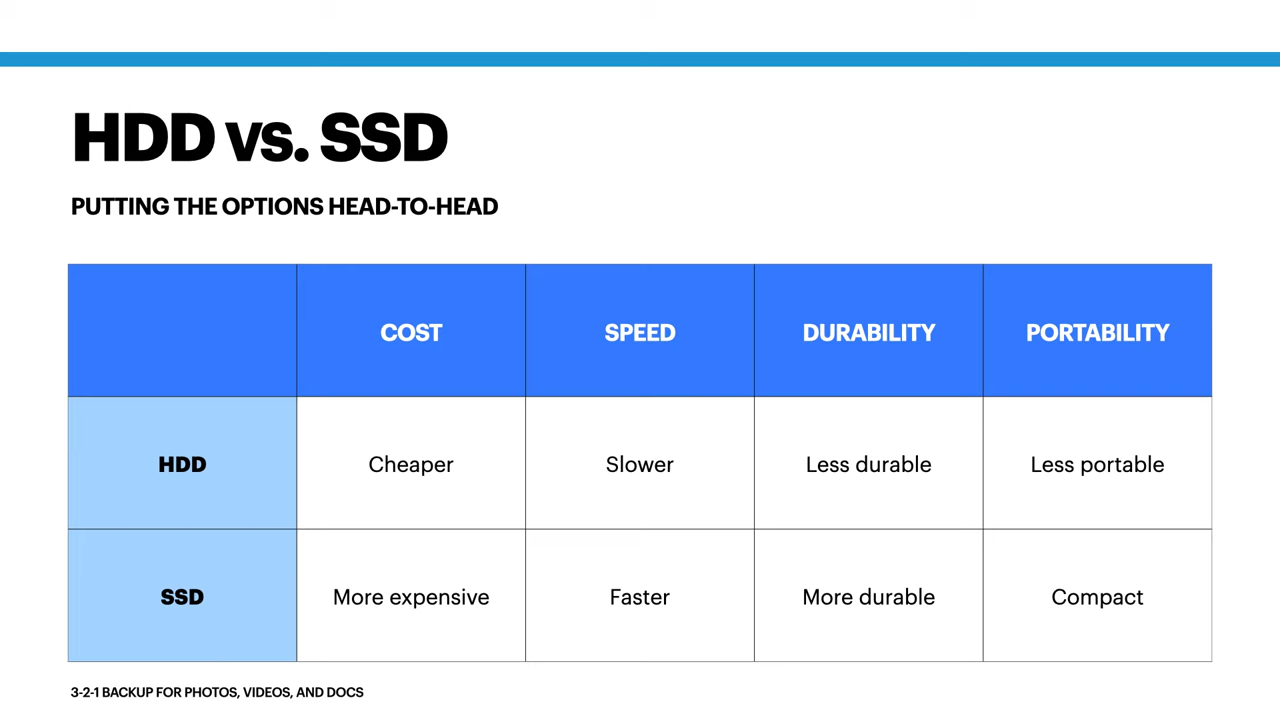 HDD vs. SSD
PUTTING THE OPTIONS HEAD-TO-HEAD
COST SPEED DURABILITY PORTABILITY
HDD Cheaper Slower Less durable Less portable
SSD More expensive Faster More durable Compact
3-2-1 BACKUP FOR PHOTOS, VIDEOS, AND DOCS